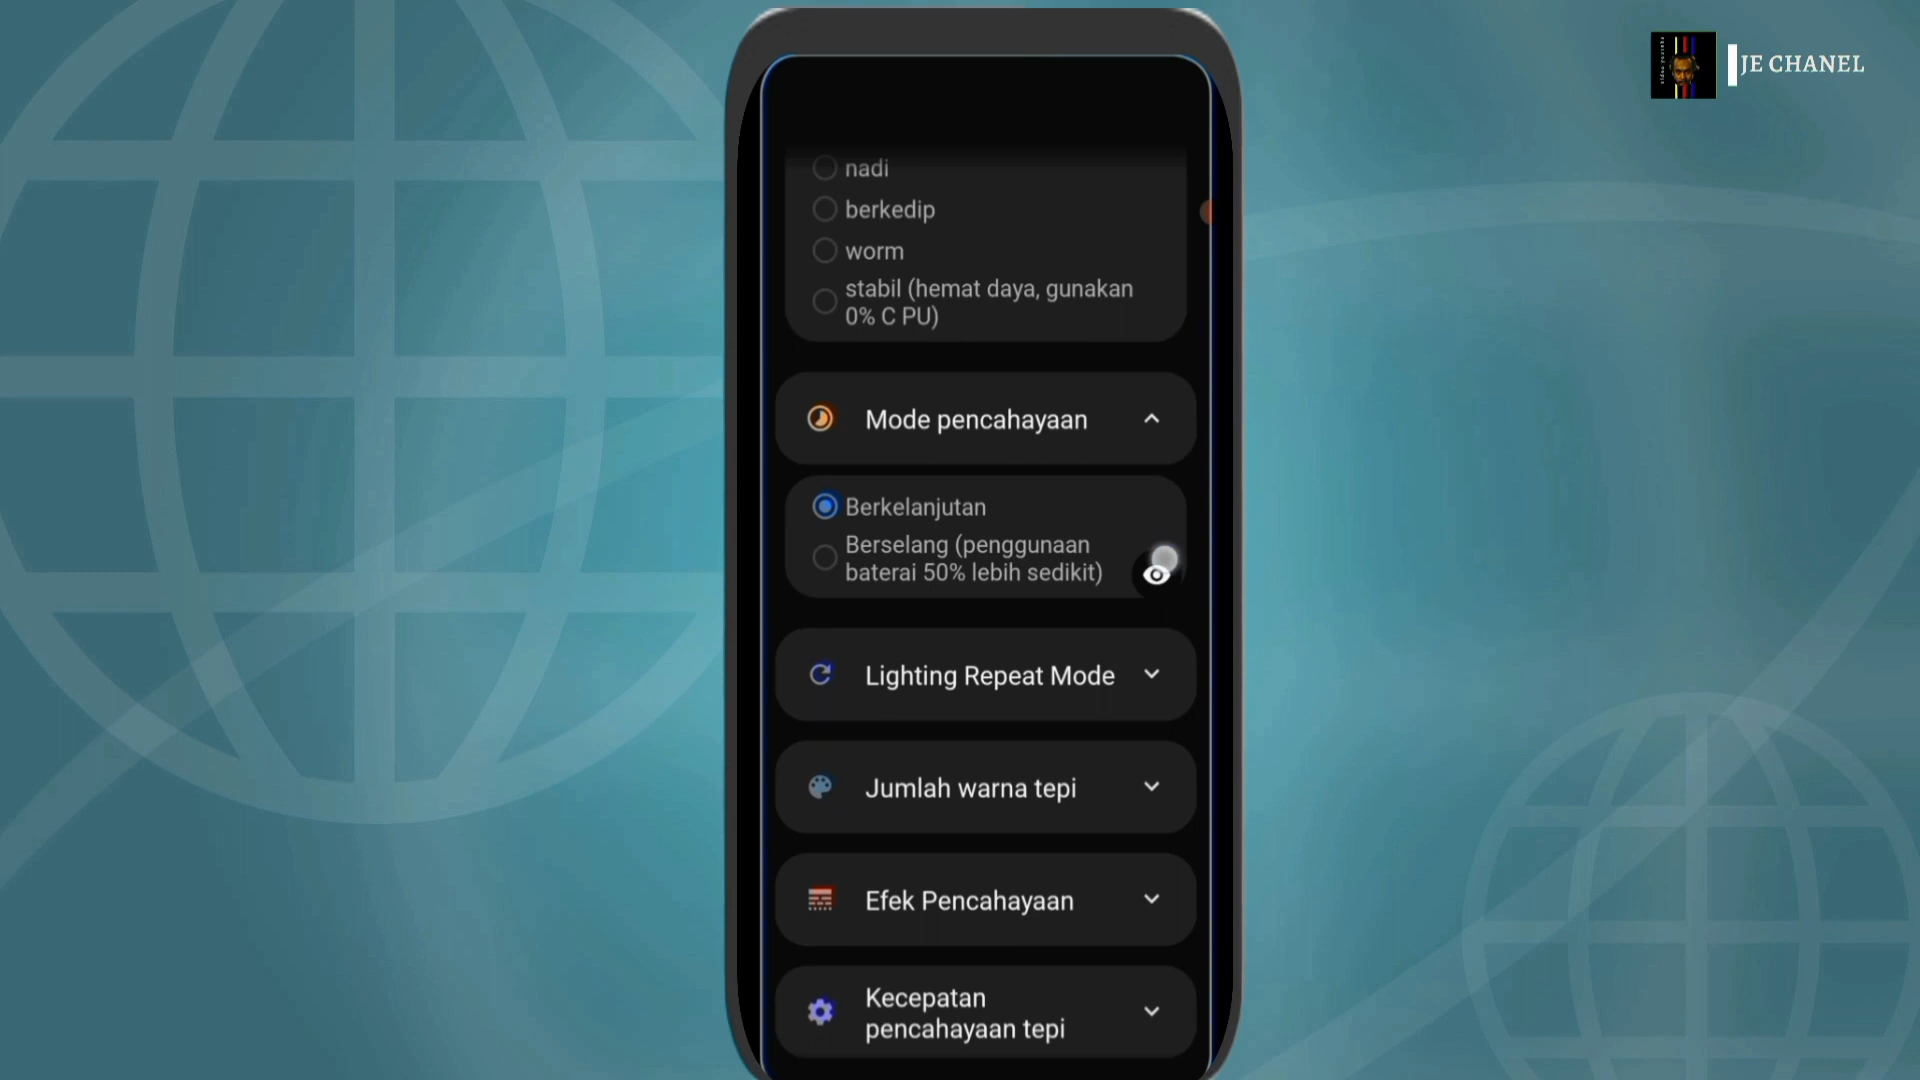 JE CHANEL
nadi
berkedip
worm
stabil (hemat daya, gunakan
0% C PU)
Mode pencahayaan
Berkelanjutan
Berselang (penggunaan
baterai 50% lebih sedikit)
Lighting Repeat Mode
Jumlah warna tepi
Efek Pencahayaan
Kecepatan
pencahayaan tepi